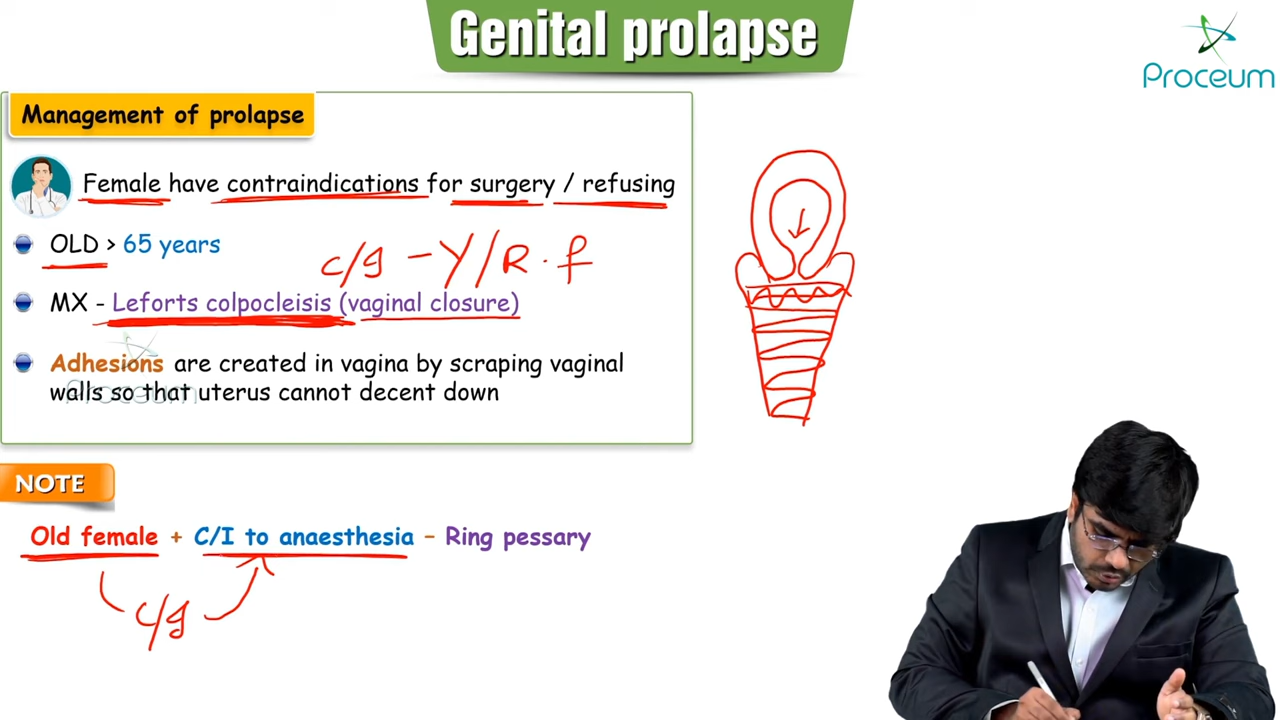 Genital prolapse
Proceum
Management of prolapse
Female have contraindications for surgery / refusing
OLD > 65 years
c/g - Y/R.f
MX - Leforts colpocleisis (vaginal closure)
Adhesions are created in vagina by scraping vaginal
walls so that uterus cannot decent down
Proceum
NOTE
Old female + C/I to anaesthesia - Ring pessary
c/g